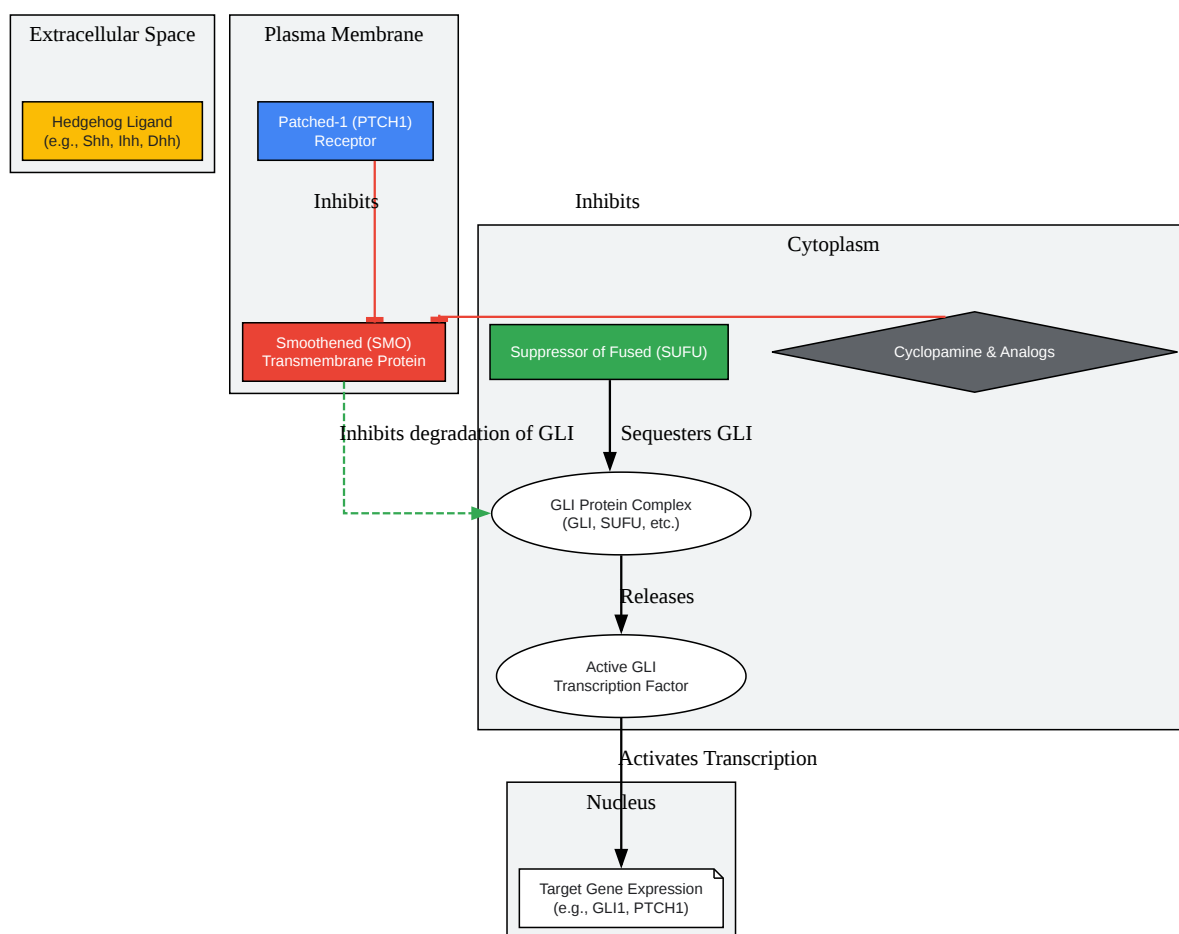 Extracellular Space
Plasma Membrane
Hedgehog Ligand
(e.g., Shh, Ihh, Dhh)
Patched-1 (PTCH1)
Receptor
Inhibits
Inhibits
Cytoplasm
Smoothened (SMO)
Transmembrane Protein
Suppressor of Fused (SUFU)
Cyclopamine & Analogs
Inhibits degradation of GLI
Sequesters GLI
GLI Protein Complex
(GLI, SUFU, etc.)
Releases
Active GLI
Transcription Factor
Activates Transcription
Nucleus
Target Gene Expression
(e.g., GLI1, PTCH1)